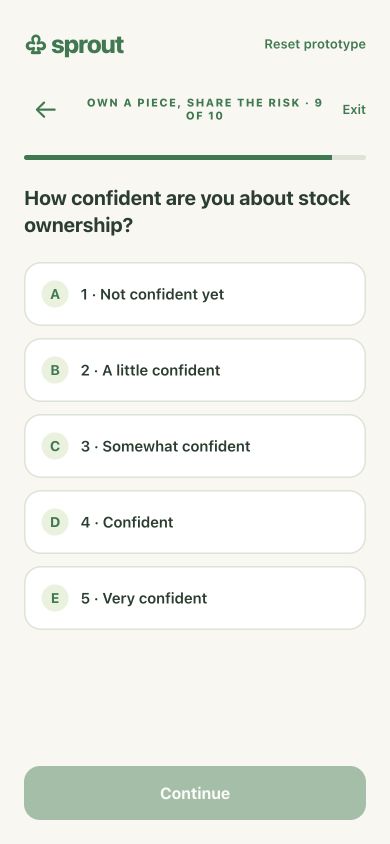 sprout
Reset prototype
OWN A PIECE, SHARE THE RISK · 9
OF 10
Exit
How confident are you about stock
ownership?
A 1 · Not confident yet
B 2 · A little confident
C 3 · Somewhat confident
D 4 · Confident
E 5 · Very confident
Continue